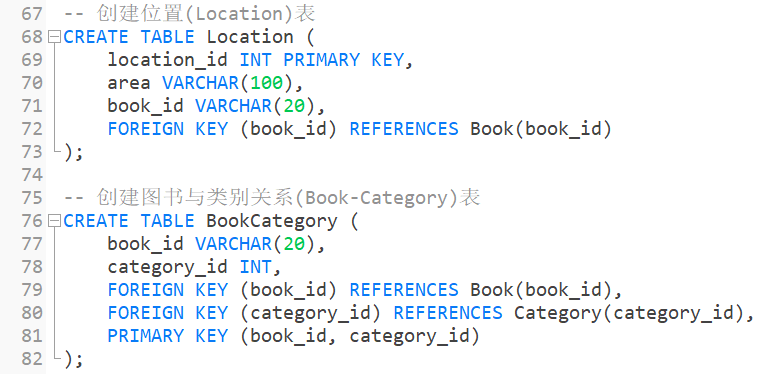 67 -- 创建位置(Location)表
68 CREATE TABLE Location (
69     location_id INT PRIMARY KEY,
70     area VARCHAR(100),
71     book_id VARCHAR(20),
72     FOREIGN KEY (book_id) REFERENCES Book(book_id)
73 );
74
75 -- 创建图书与类别关系(Book-Category)表
76 CREATE TABLE BookCategory (
77     book_id VARCHAR(20),
78     category_id INT,
79     FOREIGN KEY (book_id) REFERENCES Book(book_id),
80     FOREIGN KEY (category_id) REFERENCES Category(category_id),
81     PRIMARY KEY (book_id, category_id)
82 );